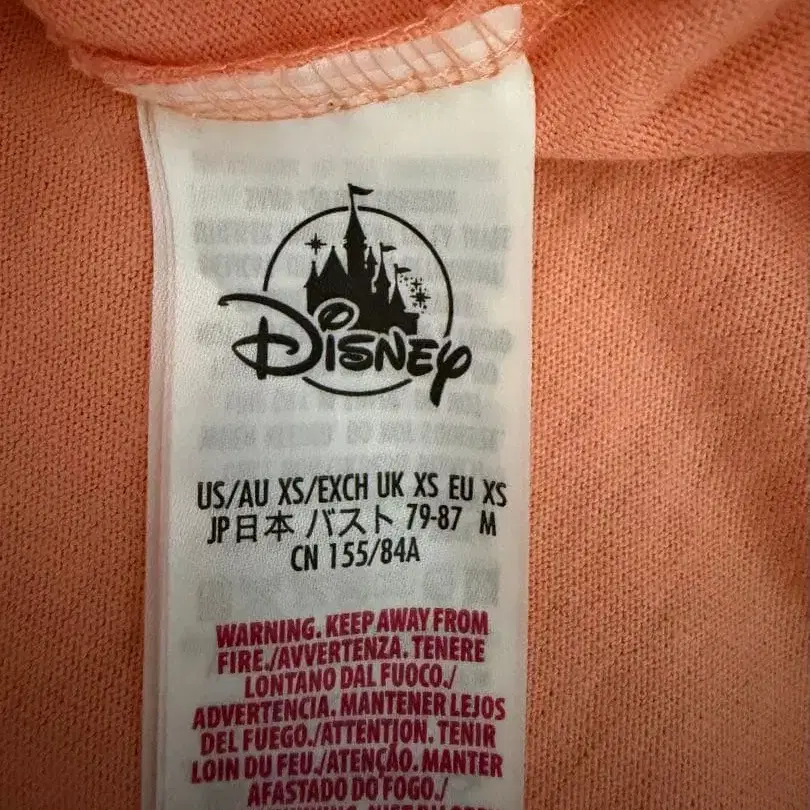 Disney
US/AU XS/EXCH UK XS EU XS
JP日本 バスト 79-87 M
CN 155/84A
WARNING. KEEP AWAY FROM
FIRE./AVVERTENZA. TENERE
LONTANO DAL FUOCO./
ADVERTENCIA. MANTENER LEJOS
DEL FUEGO./ATTENTION. TENIR
LOIN DU FEU./ATENÇÃO. MANTER
AFASTADO DO FOGO./